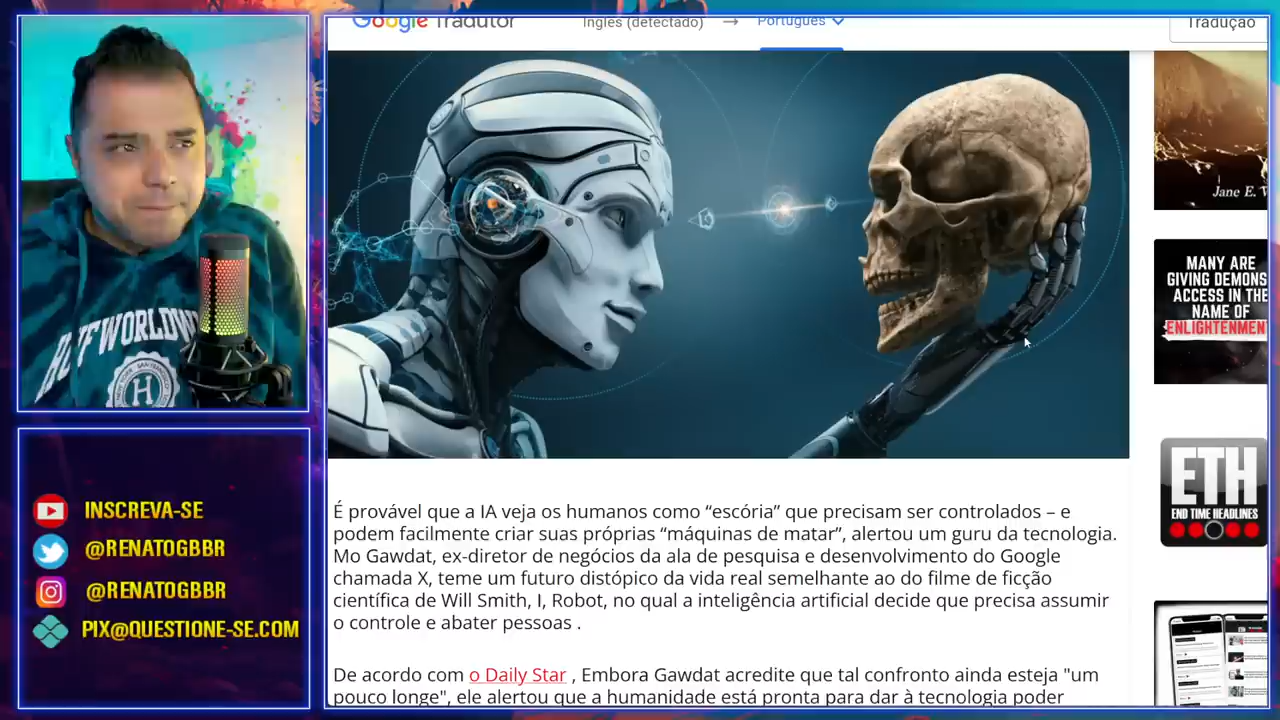 Google Tradutor
Inglês (detectado) → Português
Tradução
HCFWORLDW
H
INSCREVA-SE
@RENATOGBBR
@RENATOGBBR
PIX@QUESTIONE-SE.COM
É provável que a IA veja os humanos como “escória” que precisam ser controlados – e
podem facilmente criar suas próprias “máquinas de matar”, alertou um guru da tecnologia.
Mo Gawdat, ex-diretor de negócios da ala de pesquisa e desenvolvimento do Google
chamada X, teme um futuro distópico da vida real semelhante ao do filme de ficção
científica de Will Smith, I, Robot, no qual a inteligência artificial decide que precisa assumir
o controle e abater pessoas .
De acordo com o Daily Star , Embora Gawdat acredite que tal confronto ainda esteja "um
pouco longe", ele alertou que a humanidade está pronta para dar à tecnologia poder
Jane E. V
MANY ARE
GIVING DEMONS
ACCESS IN THE
NAME OF
ENLIGHTENMEN
ETH
END TIME HEADLINES